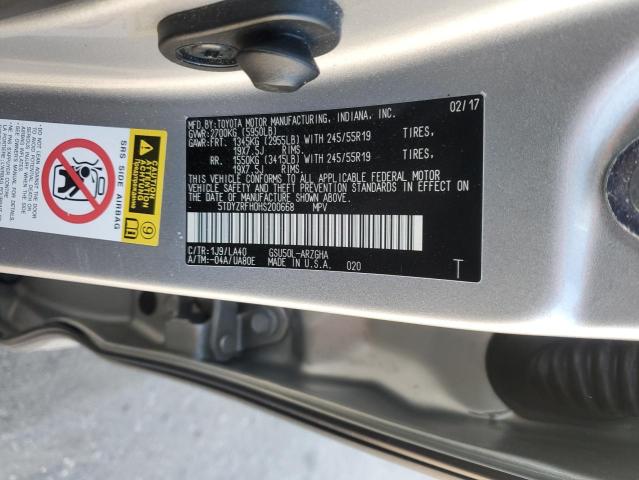 MFD.BY:TOYOTA MOTOR MANUFACTURING, INDIANA, INC. 02/17
GVWR:2700KG (5950LB)
GAWR:FRT. 1345KG (2955LB) WITH 245/55R19 TIRES,
19X7.5J RIMS.
RR. 1550KG (3415LB) WITH 245/55R19 TIRES,
19X7.5J RIMS.
THIS VEHICLE CONFORMS TO ALL APPLICABLE FEDERAL MOTOR
VEHICLE SAFETY AND THEFT PREVENTION STANDARDS IN EFFECT
ON THE DATE OF MANUFACTURE SHOWN ABOVE.
5TDYZRFH0HS200668 MPV
C/TR:1J9/LA40 GSU50L-ARZGHA
A/TM:-04A/UA80E MADE IN U.S.A. 020 T
SRS SIDE AIRBAG
9